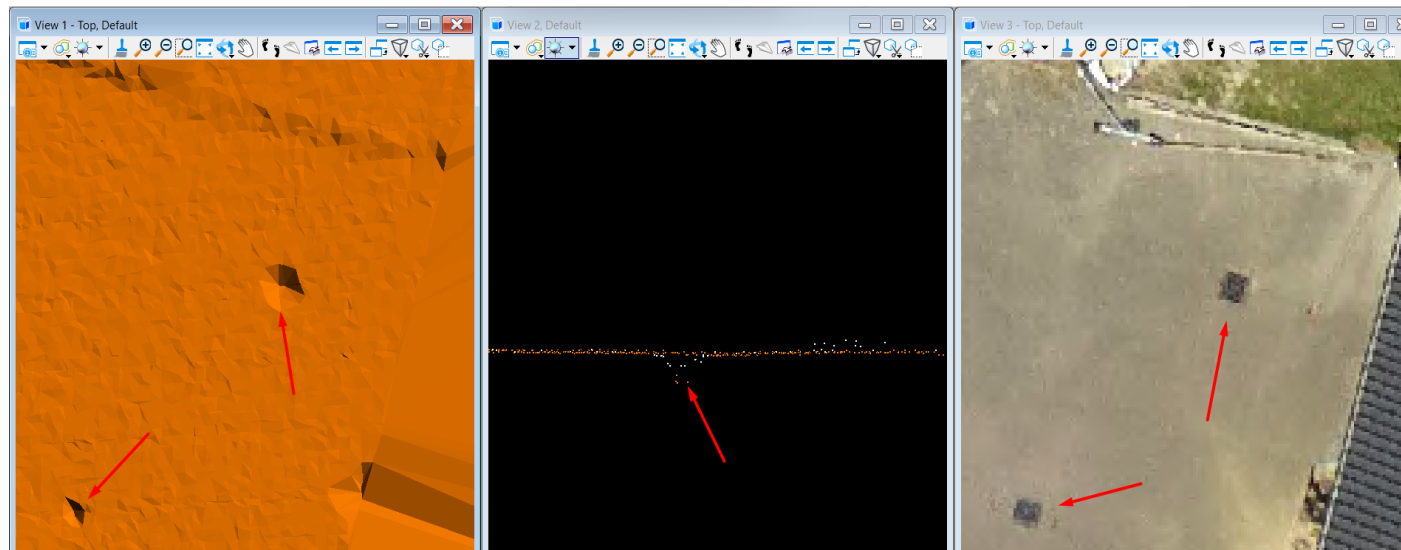 View 1 - Top, Default
View 2, Default
View 3 - Top, Default